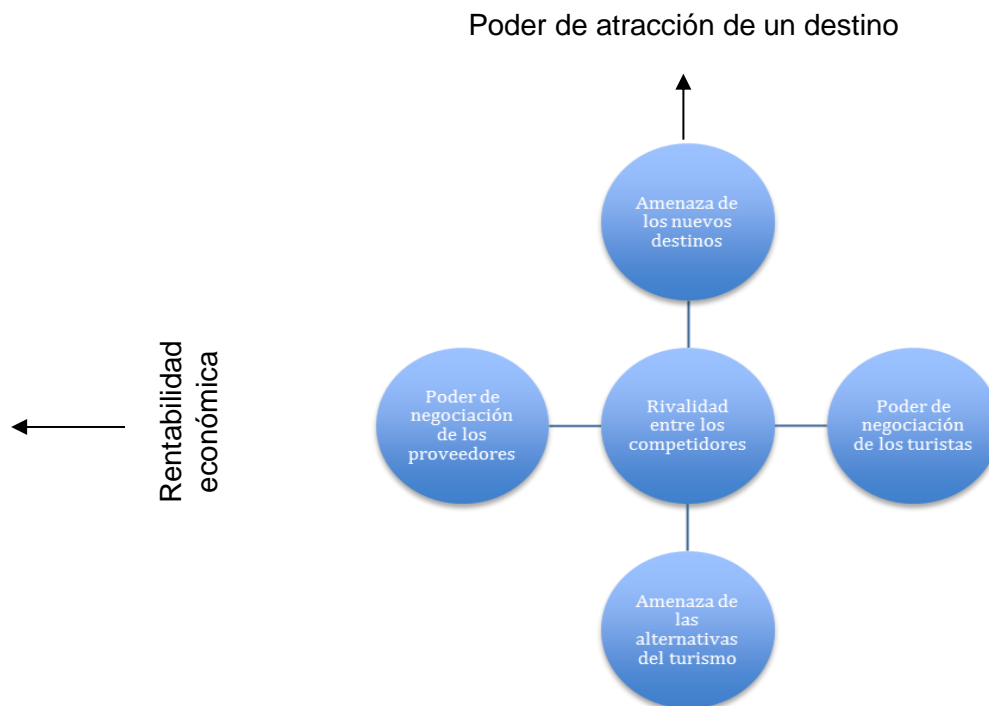 Poder de atracción de un destino
Amenaza de
los nuevos
destinos
Rentabilidad
económica
Poder de
negociación
de los
proveedores
Rivalidad
entre los
competidores
Poder de
negociación
de los turistas
Amenaza de
las
alternativas
del turismo